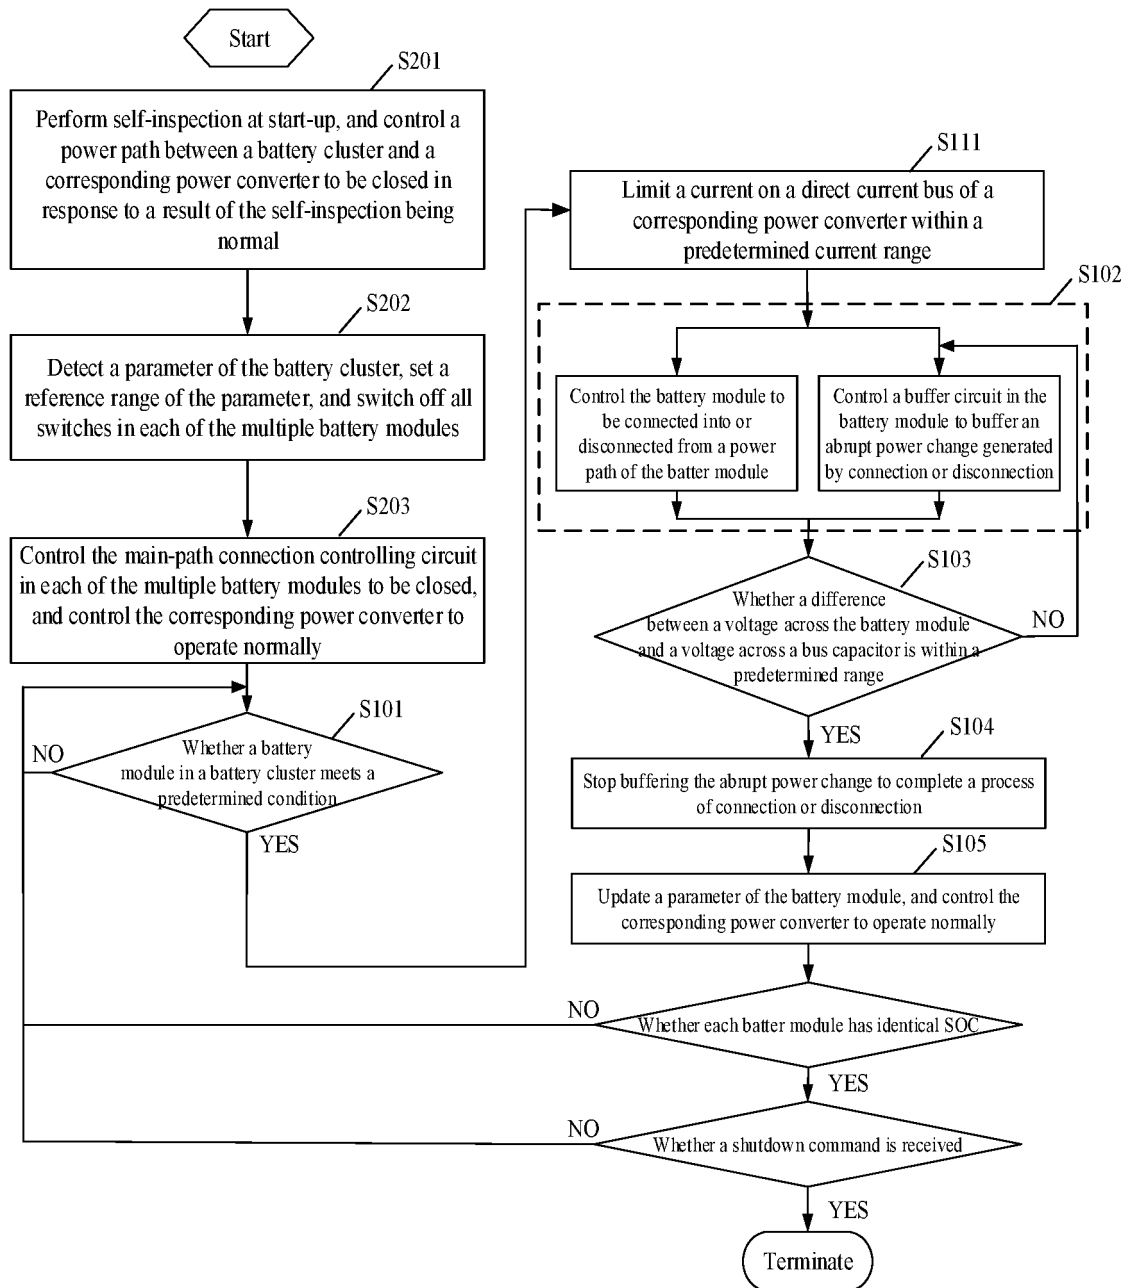 Start
S201
Perform self-inspection at start-up, and control a
power path between a battery cluster and a
corresponding power converter to be closed in
response to a result of the self-inspection being
normal
S202
Detect a parameter of the battery cluster, set a
reference range of the parameter, and switch off all
switches in each of the multiple battery modules
S203
Control the main-path connection controlling circuit
in each of the multiple battery modules to be closed,
and control the corresponding power converter to
operate normally
S101
NO
Whether a battery
module in a battery cluster meets a
predetermined condition
YES
S111
Limit a current on a direct current bus of a
corresponding power converter within a
predetermined current range
S102
Control the battery module to
be connected into or
disconnected from a power
path of the batter module
Control a buffer circuit in the
battery module to buffer an
abrupt power change generated
by connection or disconnection
S103
Whether a difference
between a voltage across the battery module
and a voltage across a bus capacitor is within a
predetermined range
NO
YES
S104
Stop buffering the abrupt power change to complete a process
of connection or disconnection
S105
Update a parameter of the battery module, and control the
corresponding power converter to operate normally
NO
Whether each batter module has identical SOC
YES
NO
Whether a shutdown command is received
YES
Terminate